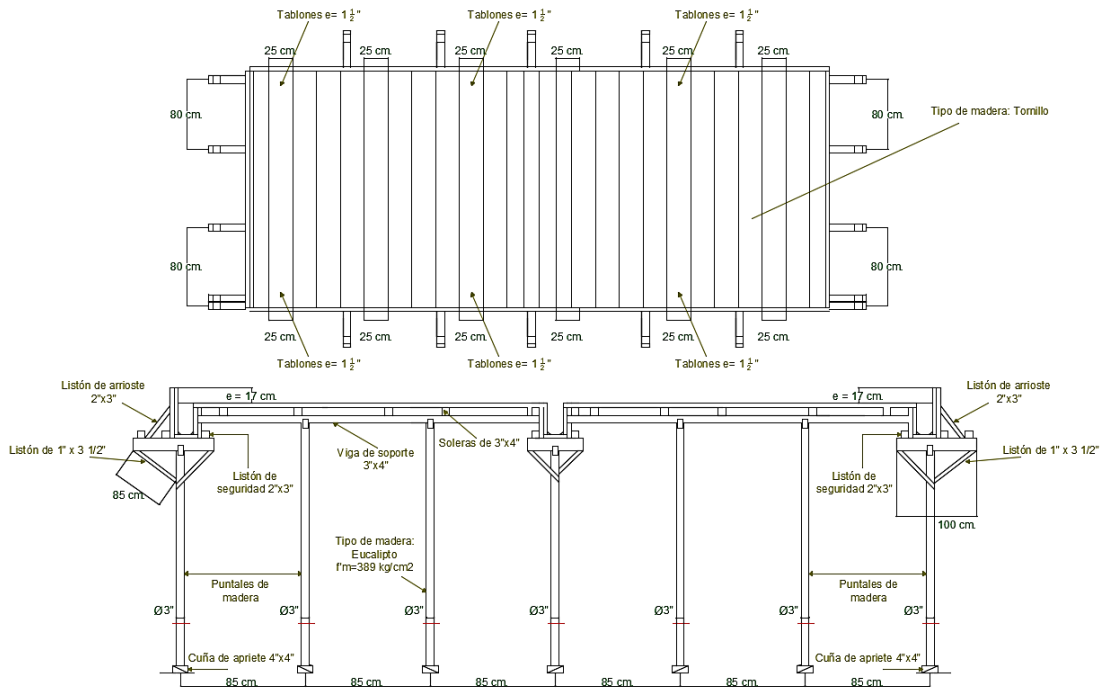 Tablones e= 1 1/2"
Tablones e= 1 1/2"
Tablones e= 1 1/2"
25 cm.
25 cm.
25 cm.
25 cm.
25 cm.
25 cm.
80 cm.
80 cm.
Tipo de madera: Tornillo
80 cm.
80 cm.
25 cm.
25 cm.
25 cm.
25 cm.
25 cm.
25 cm.
Tablones e= 1 1/2"
Tablones e= 1 1/2"
Tablones e= 1 1/2"
Listón de arrioste
2"x3"
e = 17 cm.
e = 17 cm.
Listón de arrioste
2"x3"
Listón de 1" x 3 1/2"
Viga de soporte
3"x4"
Soleras de 3"x4"
Listón de 1" x 3 1/2"
Listón de
seguridad 2"x3"
Listón de
seguridad 2"x3"
85 cm.
100 cm.
Tipo de madera:
Eucalipto
f'm=389 kg/cm2
Puntales de
madera
Puntales de
madera
Ø3"
Ø3"
Ø3"
Ø3"
Ø3"
Ø3"
Ø3"
Cuña de apriete 4"x4"
Cuña de apriete 4"x4"
85 cm.
85 cm.
85 cm.
85 cm.
85 cm.
85 cm.